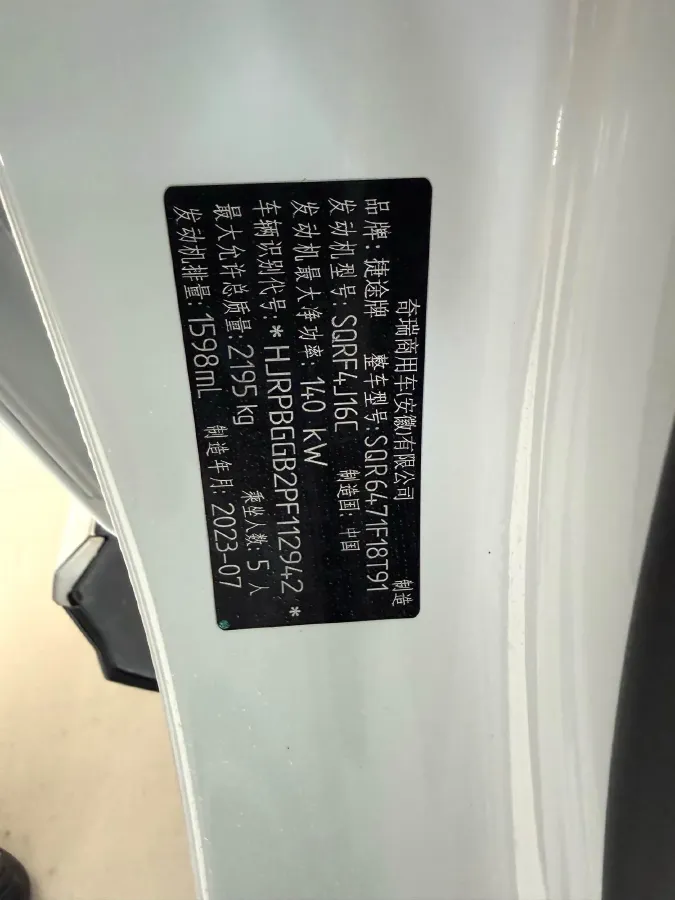 奇瑞商用车(安徽)有限公司 制造
品牌：捷途牌 整车型号：SQR6471F18T91
发动机型号：SQRF4J16C 制造国：中国
发动机最大净功率：140 kW
车辆识别代号：*HJRPBGGB2PF112942*
最大允许总质量：2195 kg 乘坐人数：5 人
发动机排量：1598mL 制造年月：2023-07